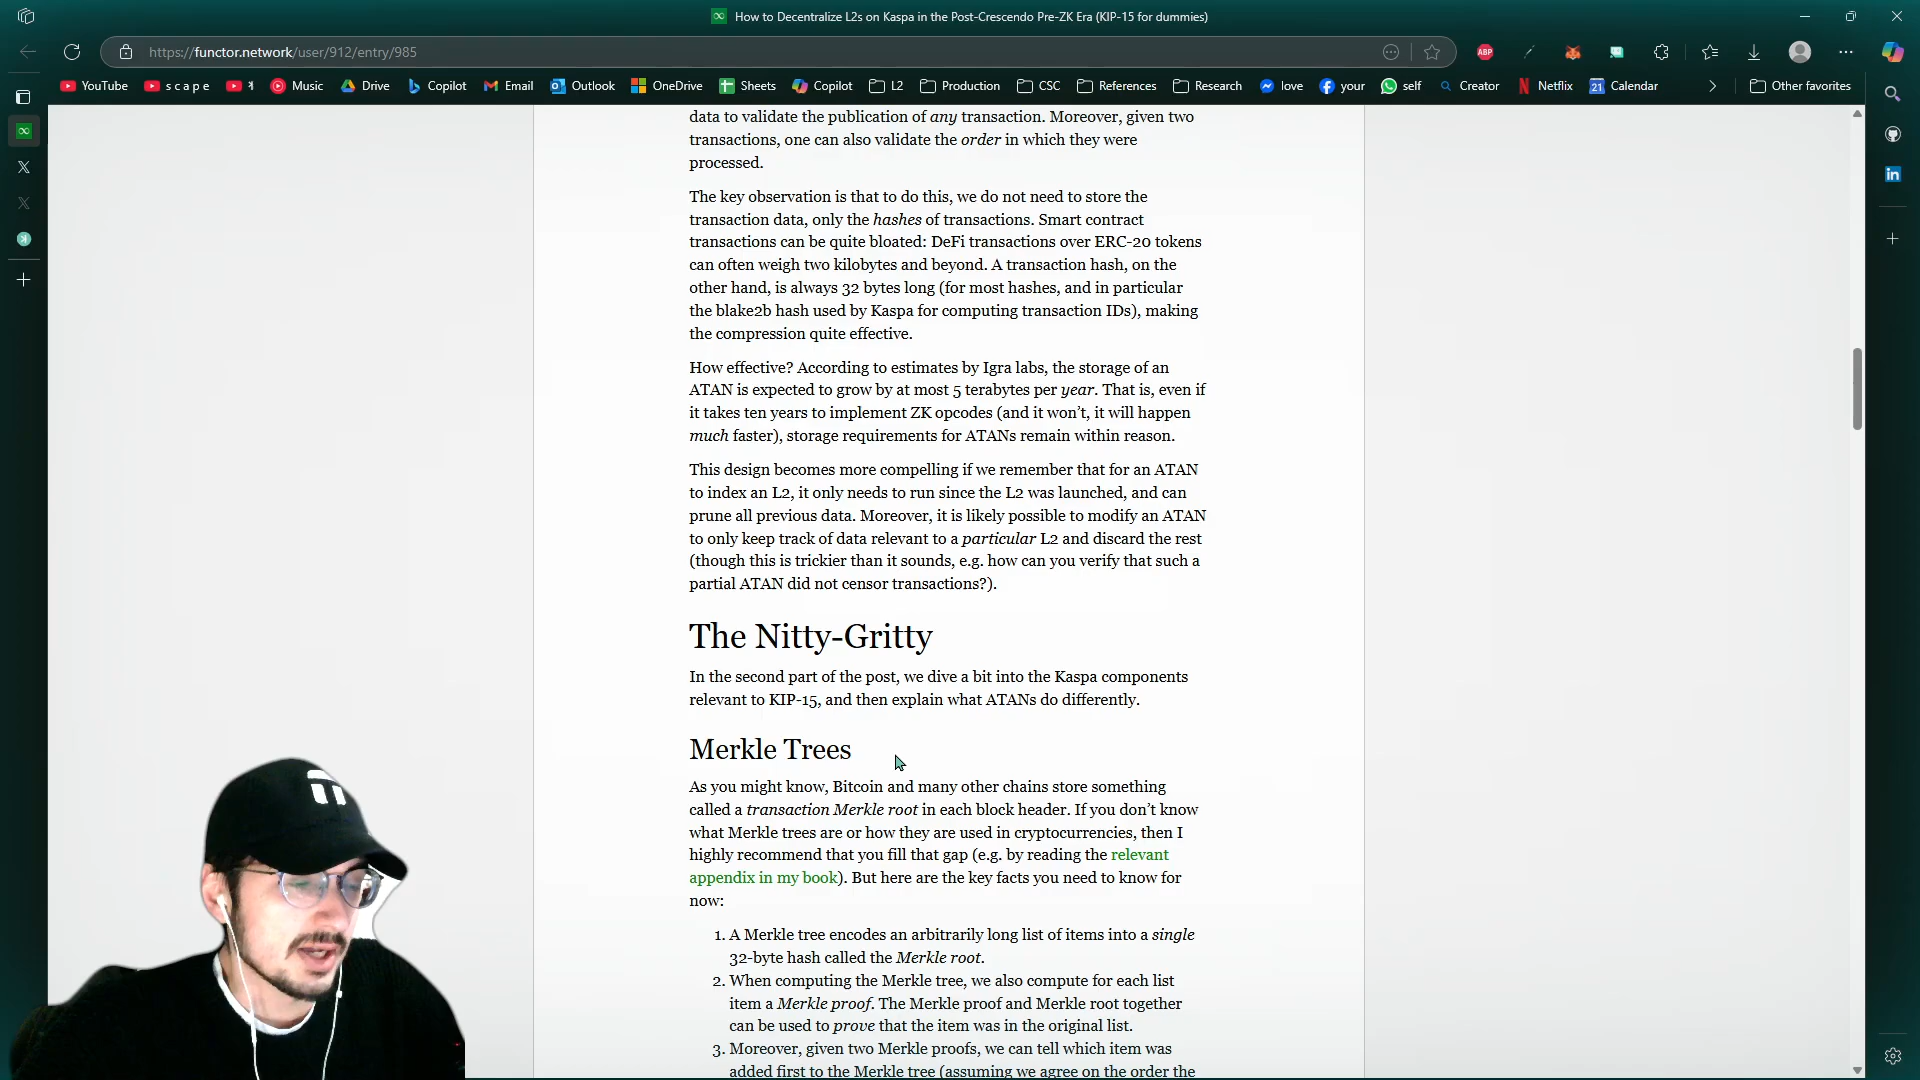 How to Decentralize L2s on Kaspa in the Post-Crescendo Pre-ZK Era (KIP-15 for dummies)
https://functor.network/user/912/entry/985
ABP
YouTube
s c a p e
Music
Drive
Copilot
Email
Outlook
OneDrive
Sheets
Copilot
L2
Production
CSC
References
Research
love
your
self
Creator
Netflix
21
Calendar
Other favorites
data to validate the publication of any transaction. Moreover, given two
transactions, one can also validate the order in which they were
processed.
The key observation is that to do this, we do not need to store the
transaction data, only the hashes of transactions. Smart contract
transactions can be quite bloated: DeFi transactions over ERC-20 tokens
can often weigh two kilobytes and beyond. A transaction hash, on the
other hand, is always 32 bytes long (for most hashes, and in particular
the blake2b hash used by Kaspa for computing transaction IDs), making
the compression quite effective.
How effective? According to estimates by Igra labs, the storage of an
ATAN is expected to grow by at most 5 terabytes per year. That is, even if
it takes ten years to implement ZK opcodes (and it won't, it will happen
much faster), storage requirements for ATANs remain within reason.
This design becomes more compelling if we remember that for an ATAN
to index an L2, it only needs to run since the L2 was launched, and can
prune all previous data. Moreover, it is likely possible to modify an ATAN
to only keep track of data relevant to a particular L2 and discard the rest
(though this is trickier than it sounds, e.g. how can you verify that such a
partial ATAN did not censor transactions?).
The Nitty-Gritty
In the second part of the post, we dive a bit into the Kaspa components
relevant to KIP-15, and then explain what ATANs do differently.
Merkle Trees
As you might know, Bitcoin and many other chains store something
called a transaction Merkle root in each block header. If you don't know
what Merkle trees are or how they are used in cryptocurrencies, then I
highly recommend that you fill that gap (e.g. by reading the relevant
appendix in my book). But here are the key facts you need to know for
now:
1. A Merkle tree encodes an arbitrarily long list of items into a single
32-byte hash called the Merkle root.
2. When computing the Merkle tree, we also compute for each list
item a Merkle proof. The Merkle proof and Merkle root together
can be used to prove that the item was in the original list.
3. Moreover, given two Merkle proofs, we can tell which item was
added first to the Merkle tree (assuming we agree on the order the